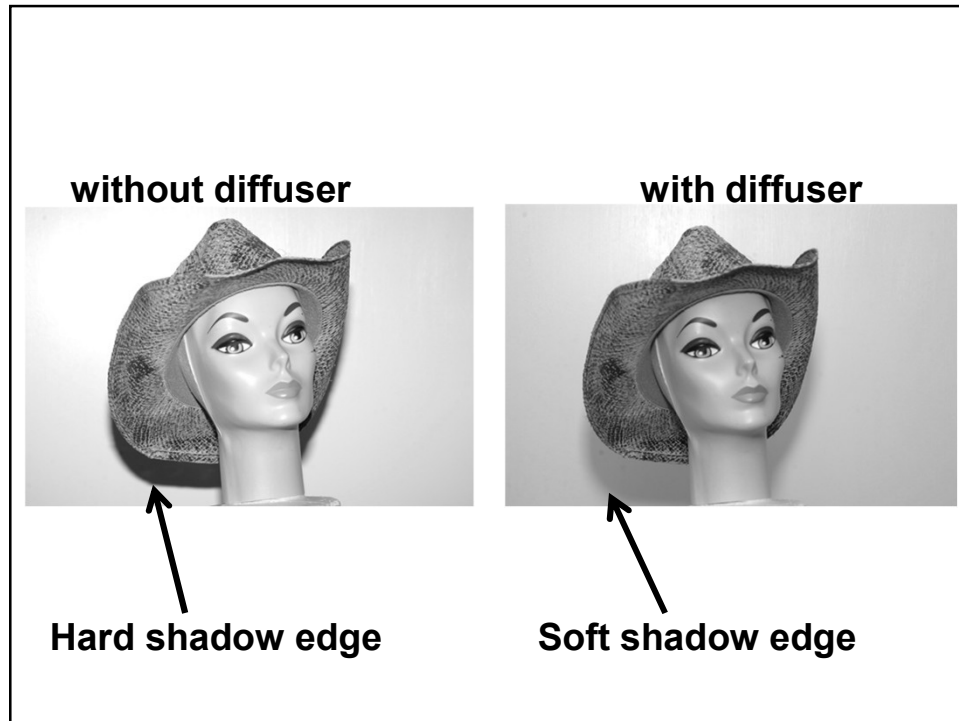 without diffuser
with diffuser
Hard shadow edge
Soft shadow edge